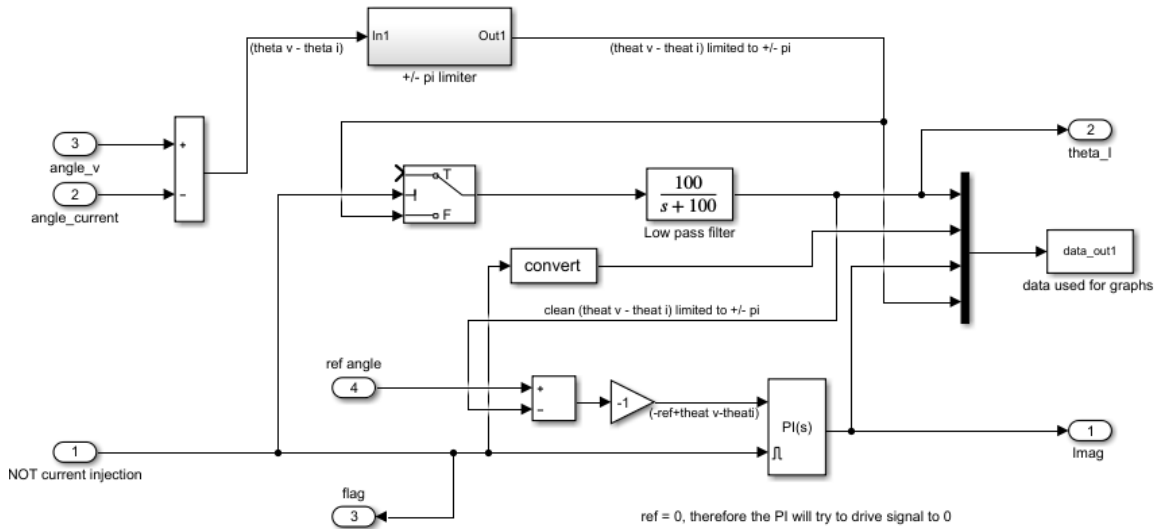 (theta v - theta i)
In1
Out1
+/- pi limiter
(theat v - theat i) limited to +/- pi
3
angle_v
2
angle_current
+
−
T
F
100
s + 100
Low pass filter
2
theta_I
convert
data_out1
data used for graphs
clean (theat v - theat i) limited to +/- pi
ref angle
4
+
−
-1
(-ref+theat v-theati)
PI(s)
1
NOT current injection
1
Imag
flag
3
ref = 0, therefore the PI will try to drive signal to 0